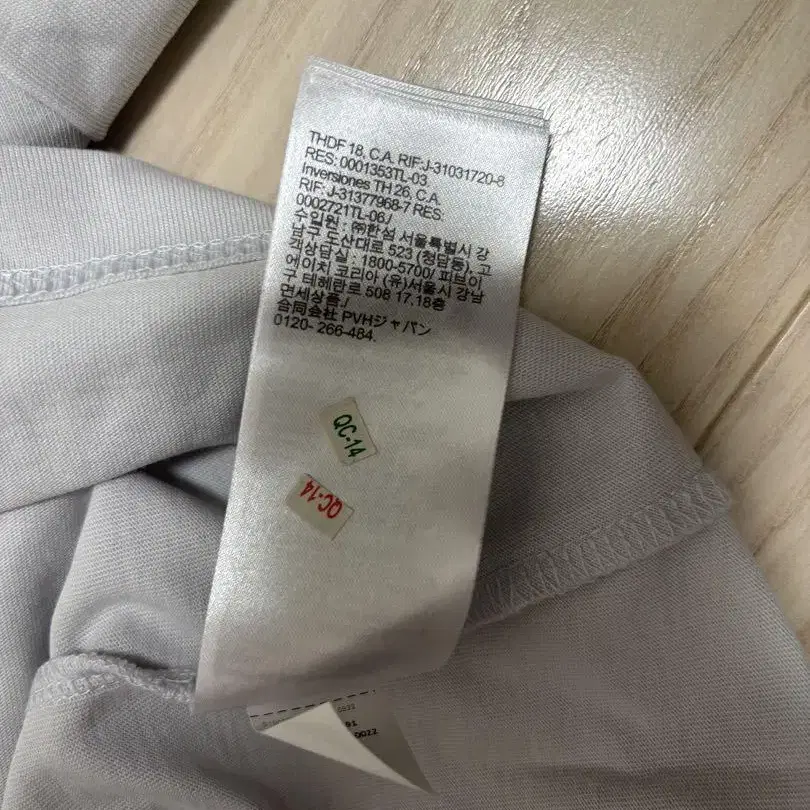 THDF 18, C.A. RIF:J-31031720-8
RES: 0001353TL-03.
Inversiones TH 26, C.A.
RIF: J-31377968-7 RES:
0002721TL-06./
수입원 : ㈜한섬 서울특별시 강
남구 도산대로 523 (청담동), 고
객상담실 : 1800-5700/ 피브이
에이치 코리아 (유)서울시 강남
구 테헤란로 508 17,18층
면세상품./
合同会社 PVHジャパン
0120- 266-484.
QC-14
QC-14
0022
91
0022